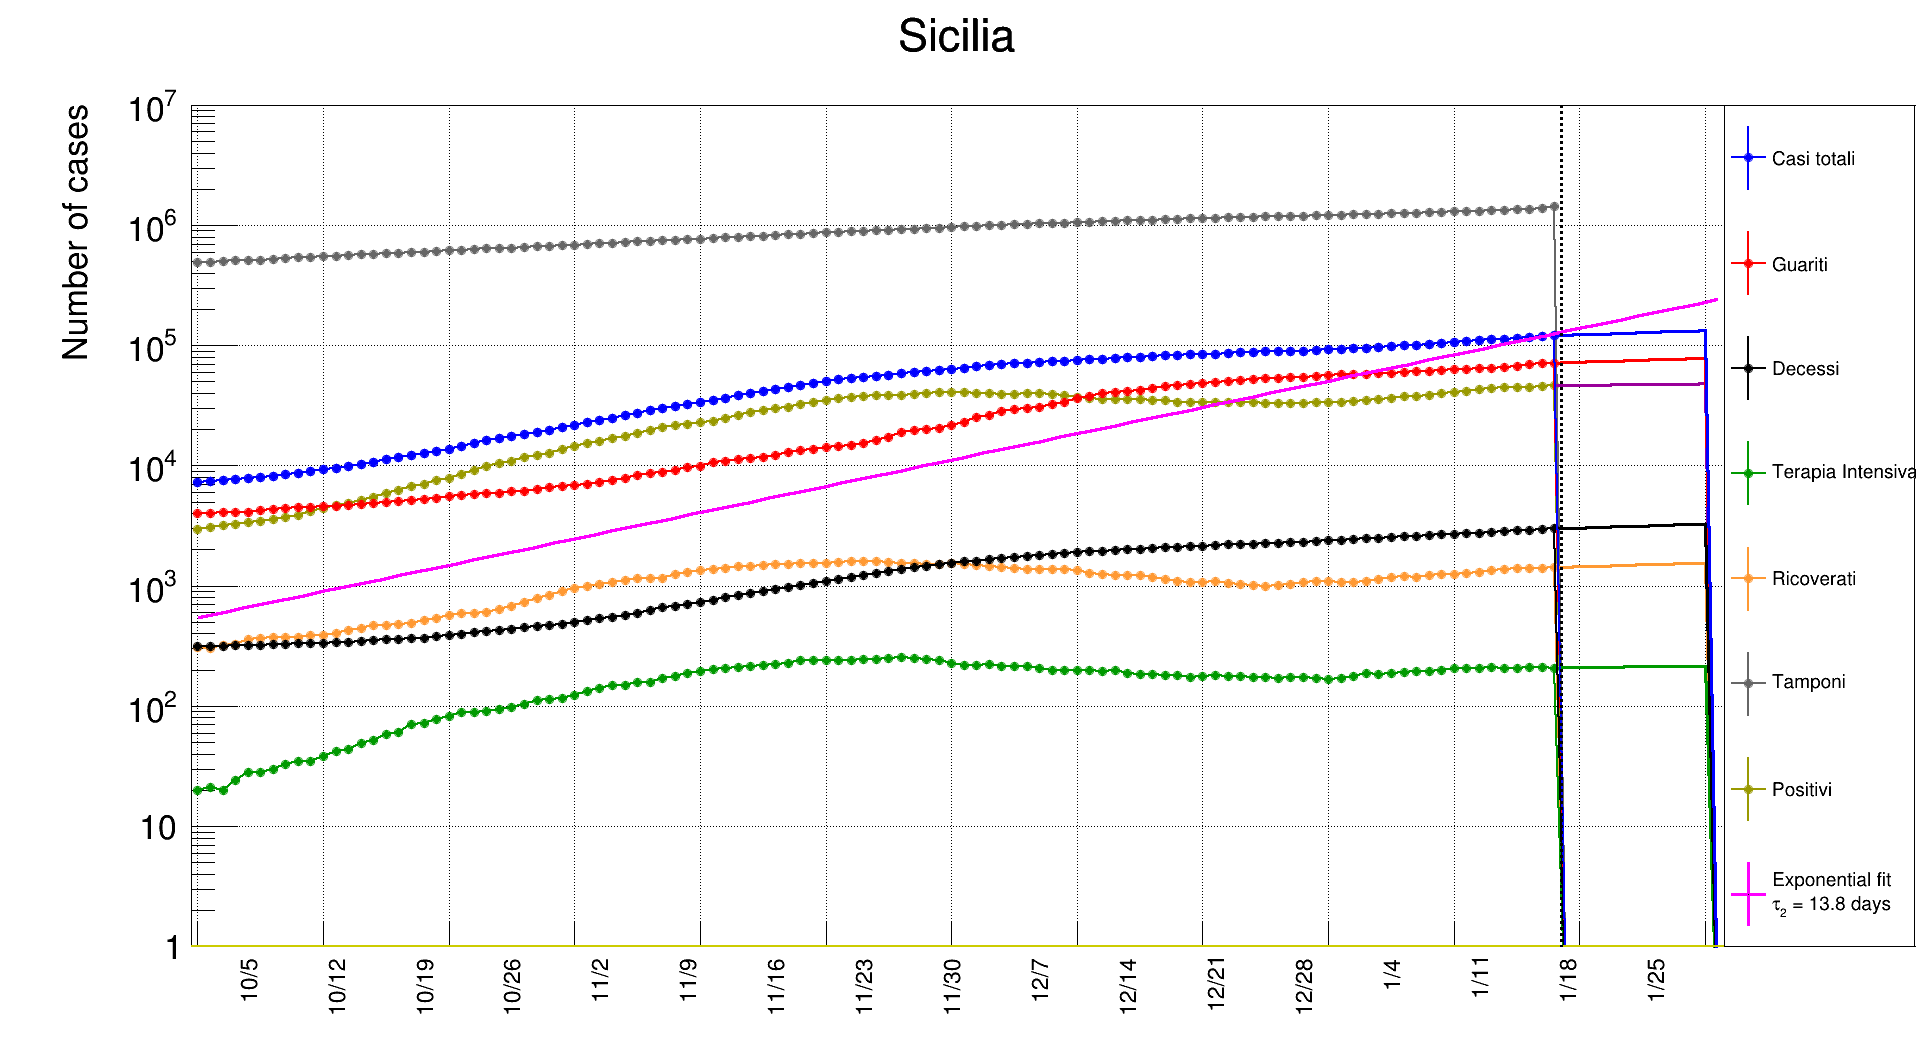 Sicilia
Number of cases
10^7
10^6
10^5
10^4
10^3
10^2
10
1
10/5 10/12 10/19 10/26 11/2 11/9 11/16 11/23 11/30 12/7 12/14 12/21 12/28 1/4 1/11 1/18 1/25
Casi totali
Guariti
Decessi
Terapia Intensiva
Ricoverati
Tamponi
Positivi
Exponential fit
τ₂ = 13.8 days